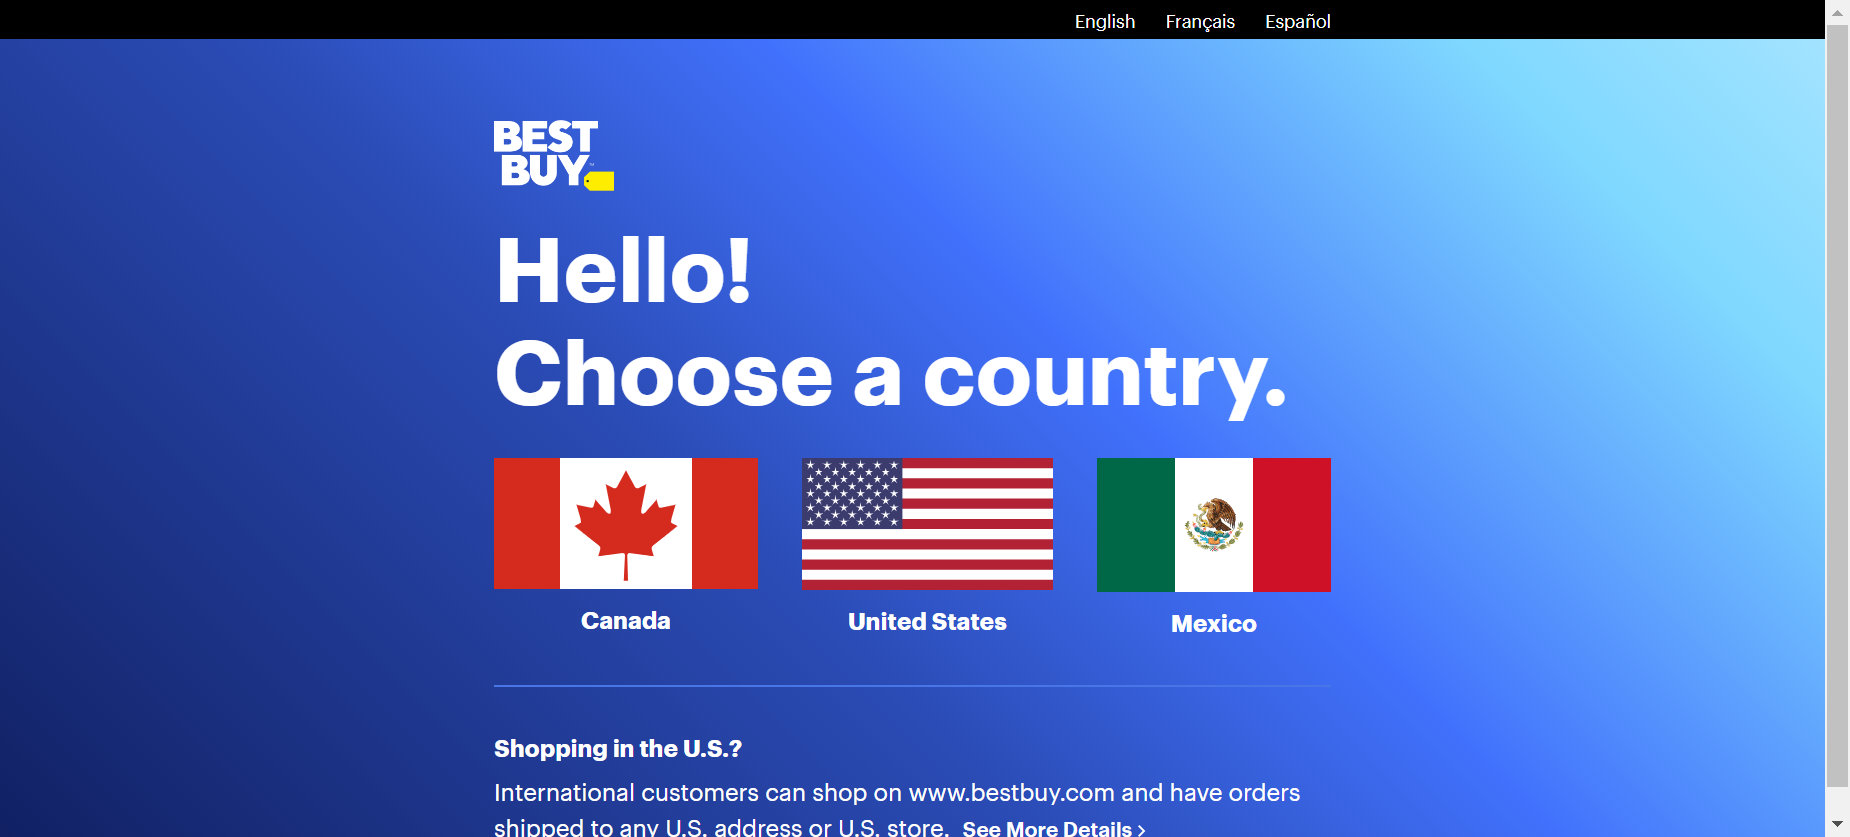 English Français Español
BEST
BUY™
Hello!
Choose a country.
Canada United States Mexico
Shopping in the U.S.?
International customers can shop on www.bestbuy.com and have orders
shipped to any U.S. address or U.S. store. See More Details >